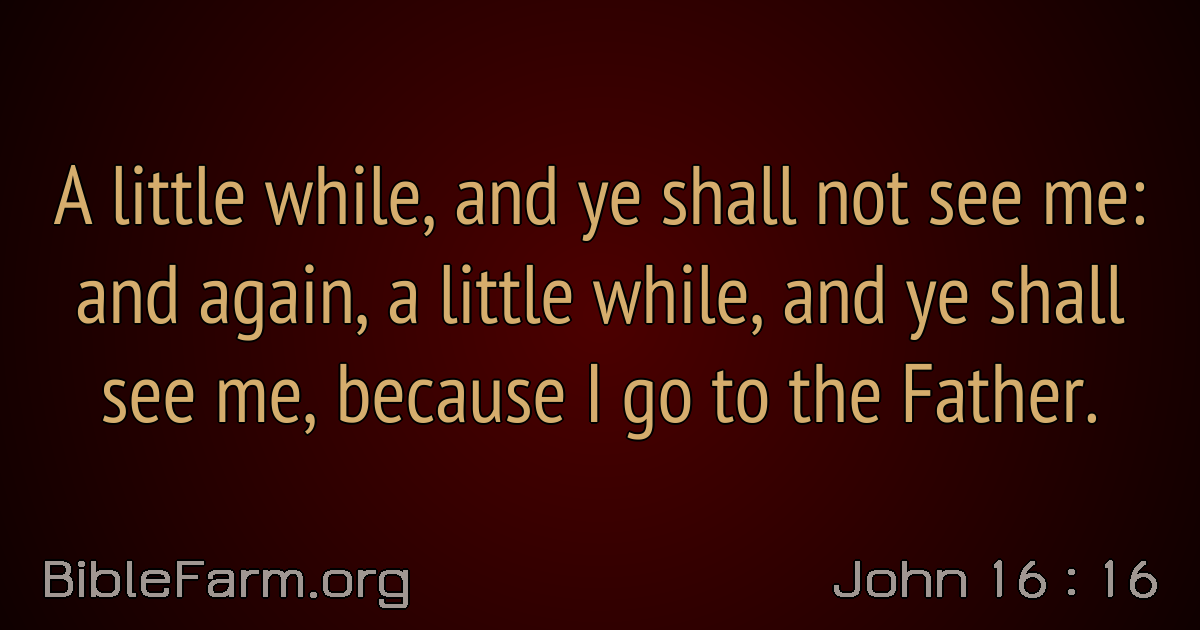 A little while, and ye shall not see me:
and again, a little while, and ye shall
see me, because I go to the Father.
BibleFarm.org
John 16 : 16